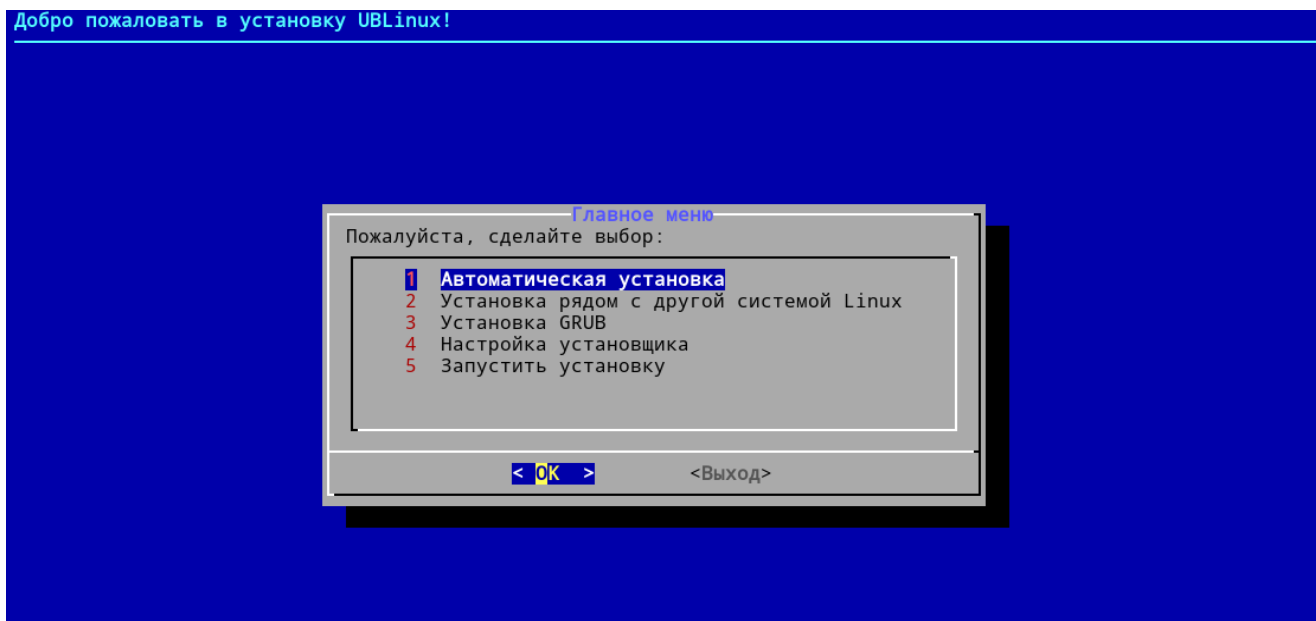 Добро пожаловать в установку UBLinux!
Главное меню
Пожалуйста, сделайте выбор:
1 Автоматическая установка
2 Установка рядом с другой системой Linux
3 Установка GRUB
4 Настройка установщика
5 Запустить установку
< OK > <Выход>